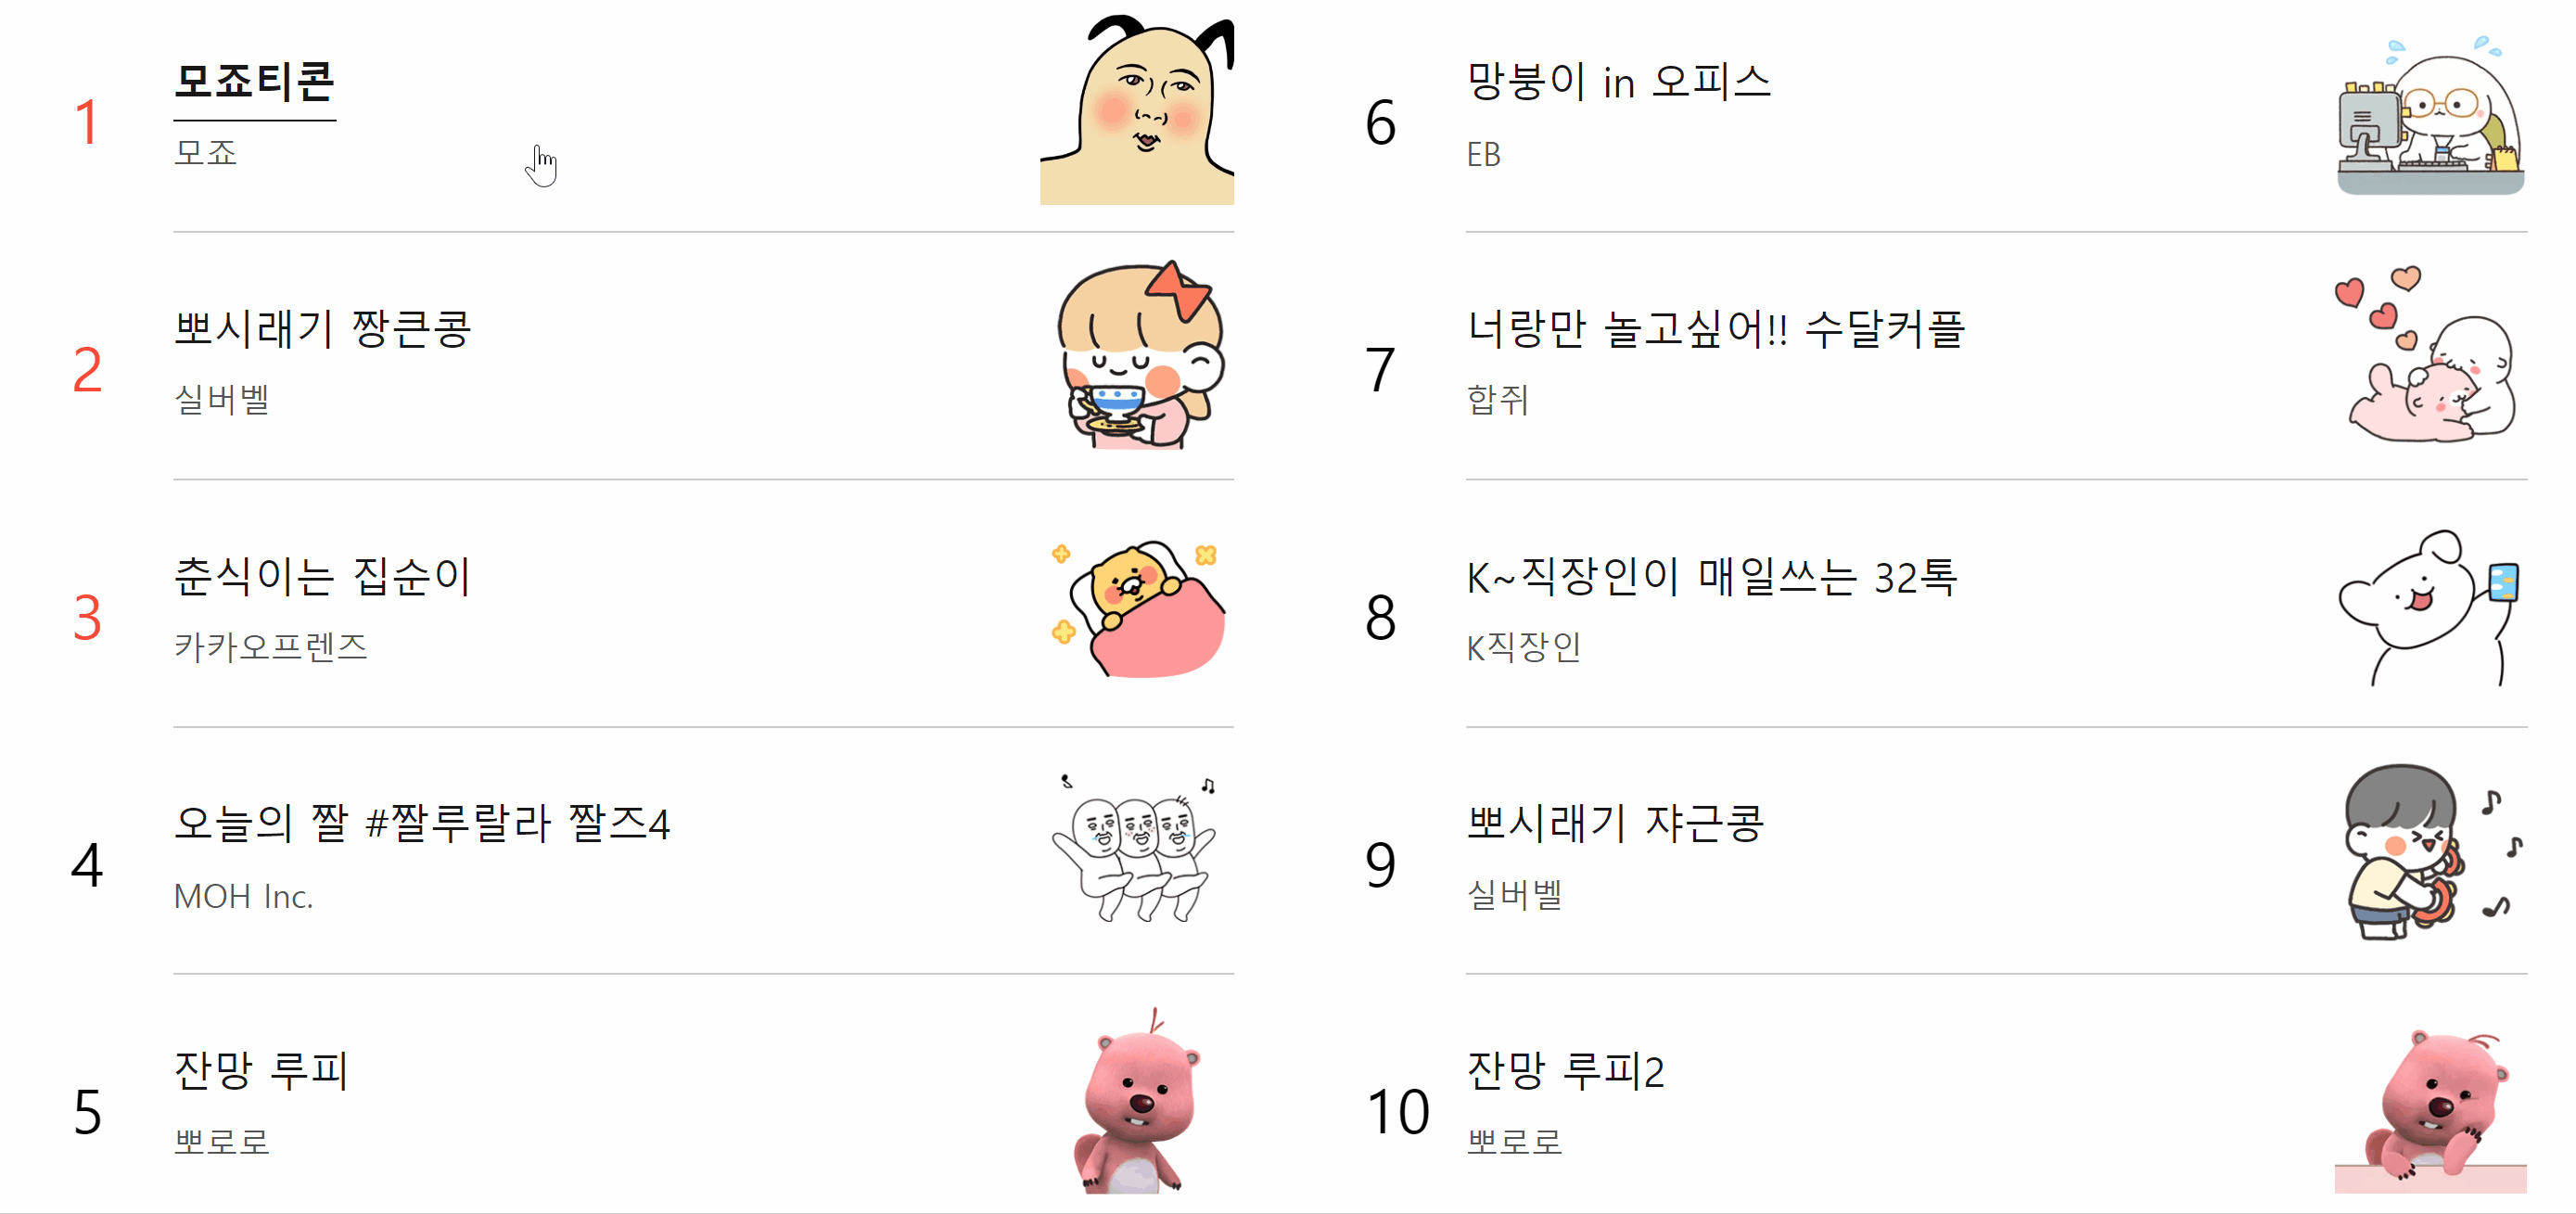 1
모죠티콘
모죠
2
뽀시래기 짱큰콩
실버벨
3
춘식이는 집순이
카카오프렌즈
4
오늘의 짤 #짤루랄라 짤즈4
MOH Inc.
5
잔망 루피
뽀로로
6
망붕이 in 오피스
EB
7
너랑만 놀고싶어!! 수달커플
합쥐
8
K~직장인이 매일쓰는 32톡
K직장인
9
뽀시래기 쟈근콩
실버벨
10
잔망 루피2
뽀로로